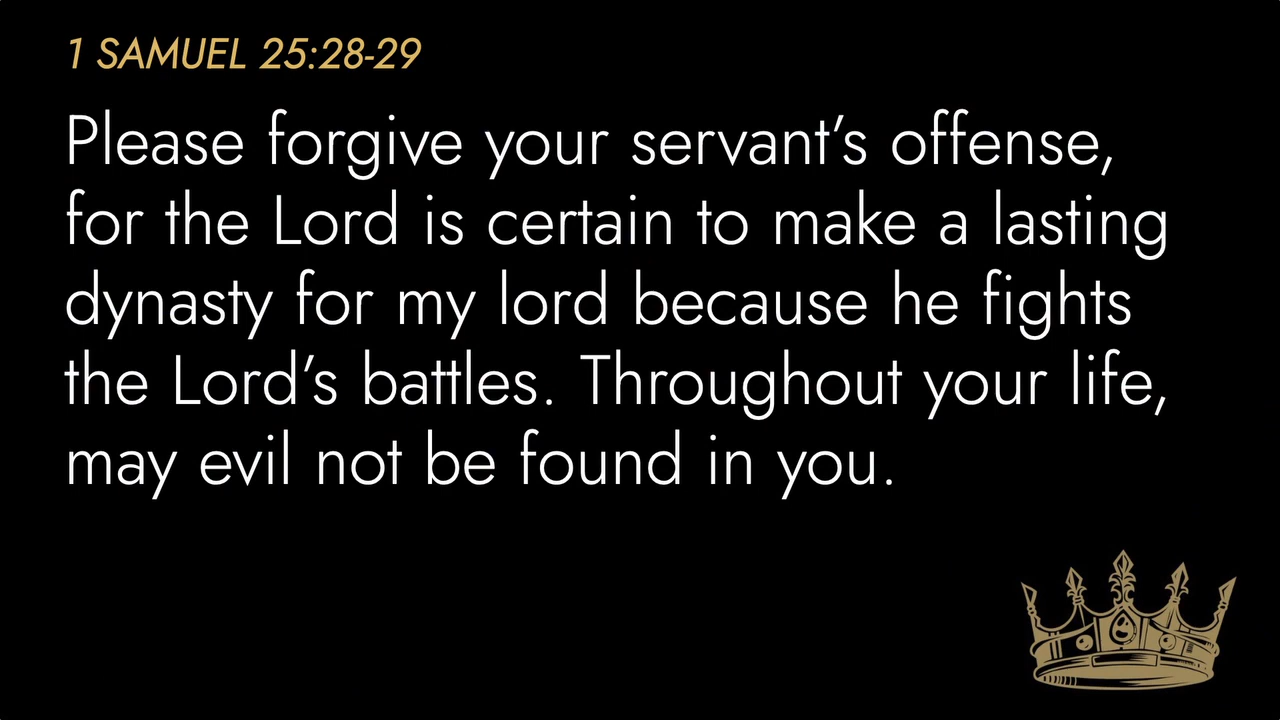 1 SAMUEL 25:28-29
Please forgive your servant’s offense,
for the Lord is certain to make a lasting
dynasty for my lord because he fights
the Lord’s battles. Throughout your life,
may evil not be found in you.